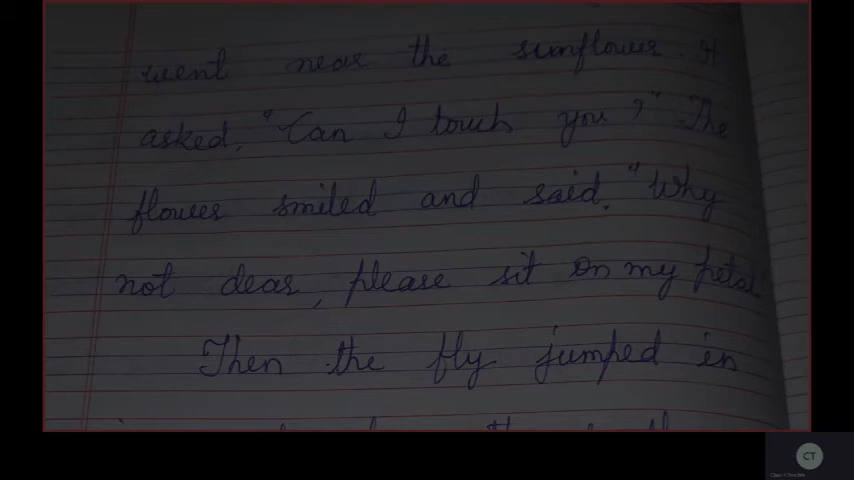 went near the sunflower. It
asked, "Can I touch you?" The
flower smiled and said, "Why
not dear, please sit on my petal
Then the fly jumped in
CT